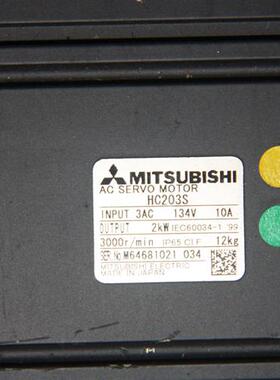 MITSUBISHI
AC SERVO MOTOR
HC203S
INPUT 3AC 134V 10A
OUTPUT 2kW IEC60034-1 '99
3000r/min IP65 CI.F 12kg
SER.No.M64681021 034
MITSUBISHI ELECTRIC
MADE IN JAPAN